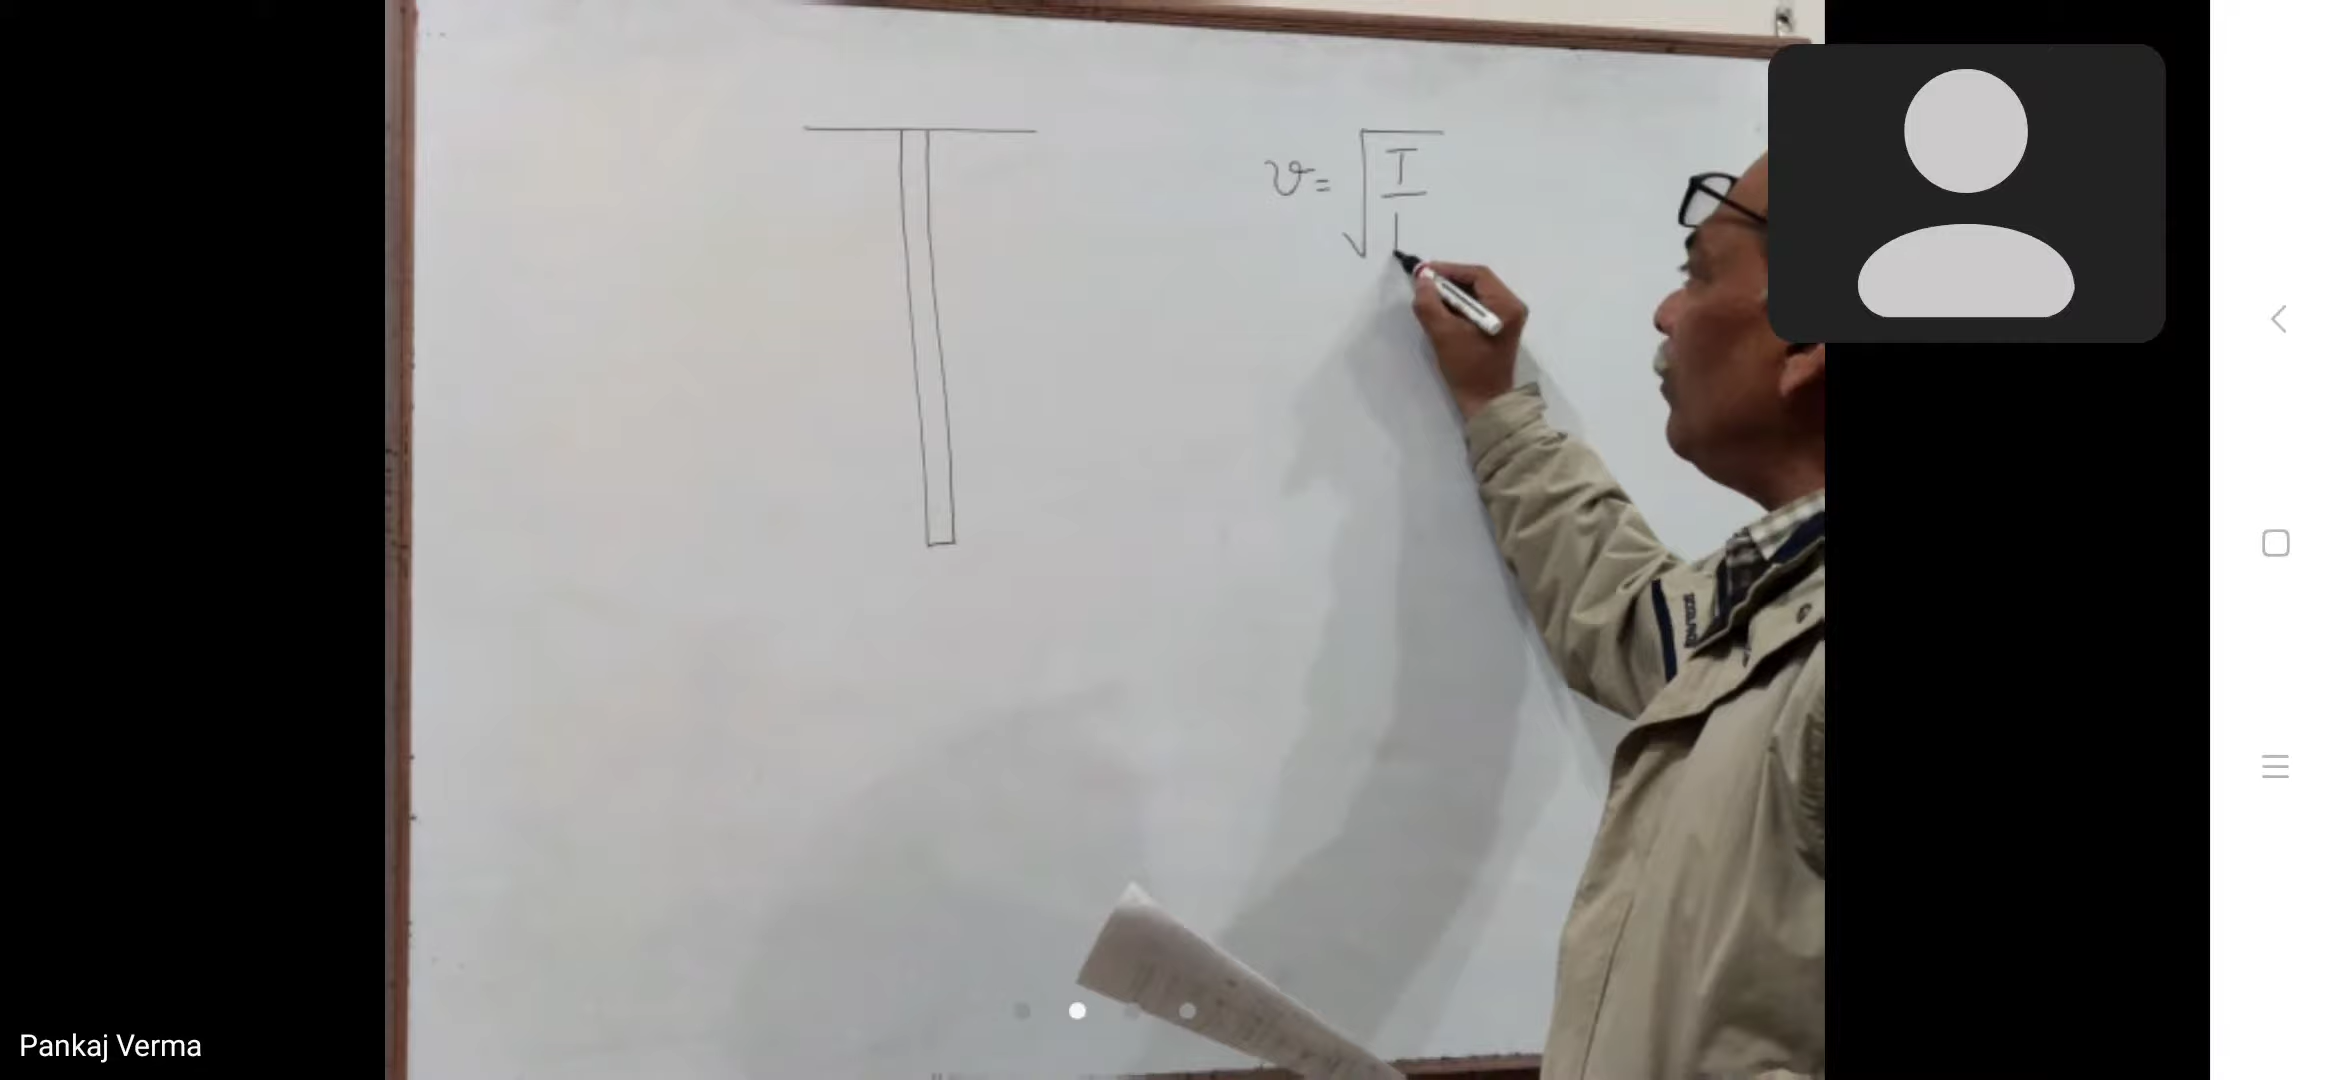 v = √ T
Pankaj Verma